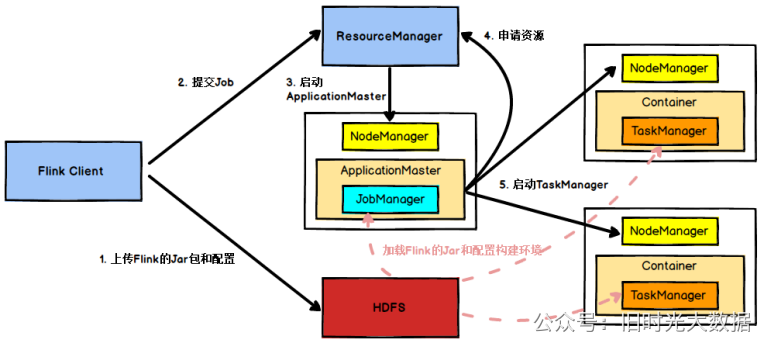 ResourceManager
4. 申请资源
2. 提交Job
3. 启动
ApplicationMaster
NodeManager
Container
TaskManager
NodeManager
ApplicationMaster
JobManager
Flink Client
5. 启动TaskManager
NodeManager
Container
TaskManager
1. 上传Flink的Jar包和配置
加载Flink的Jar和配置构建环境
HDFS
公众号：旧时光大数据